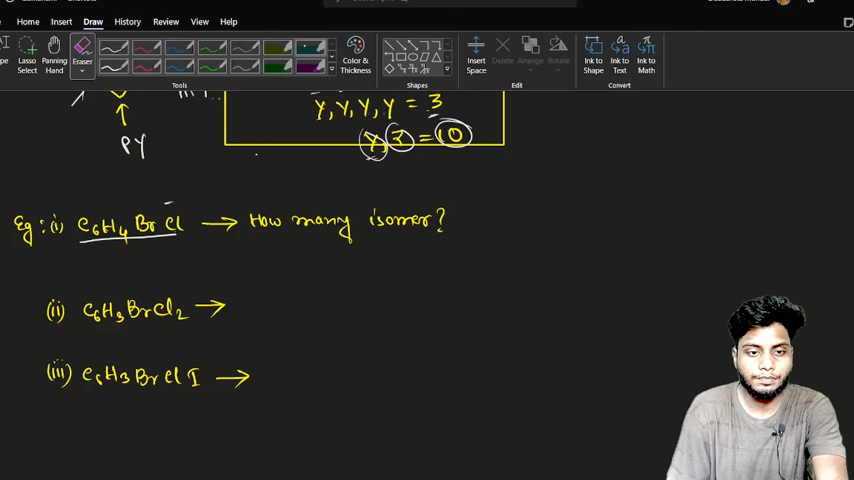 Home Insert Draw History Review View Help
Lasso Select
Panning Hand
Eraser
Color & Thickness
Insert Space
Delete
Arrange
Rotate
Ink to Shape
Ink to Text
Ink to Math
Tools
Shapes
Convert
Y, Y, Y, Y = 3
= 10
PY
Eg: (i) C6H4BrCl → How many isomer?
(ii) C6H3BrCl2 →
(iii) C6H3BrClI →